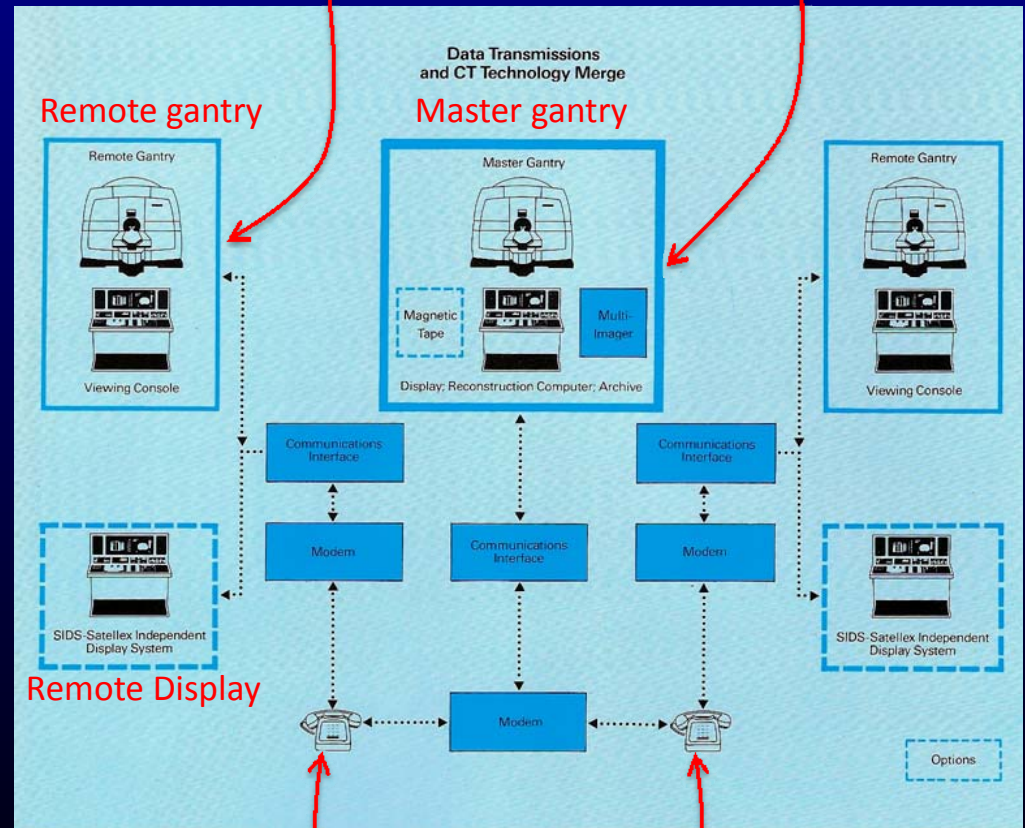 Data Transmissions
and CT Technology Merge
Remote gantry
Master gantry
Remote Gantry
Master Gantry
Remote Gantry
Magnetic
Tape
Multi-
Imager
Viewing Console
Display; Reconstruction Computer; Archive
Viewing Console
Communications
Interface
Communications
Interface
Modem
Communications
Interface
Modem
SIDS-Satellex Independent
Display System
SIDS-Satellex Independent
Display System
Remote Display
Modem
Options